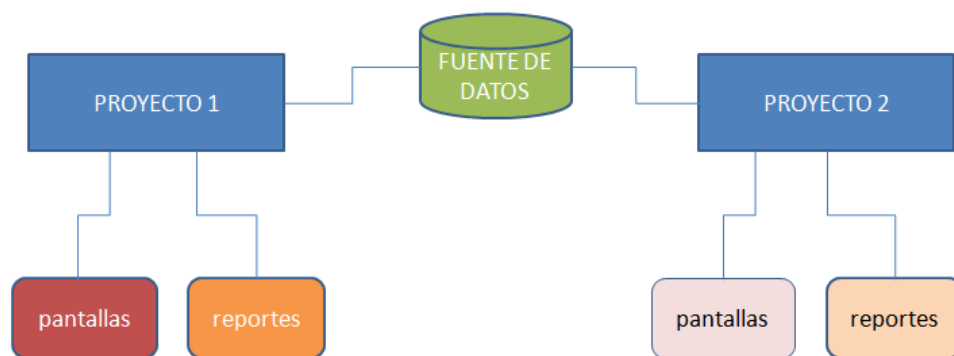 PROYECTO 1
FUENTE DE
DATOS
PROYECTO 2
pantallas
reportes
pantallas
reportes